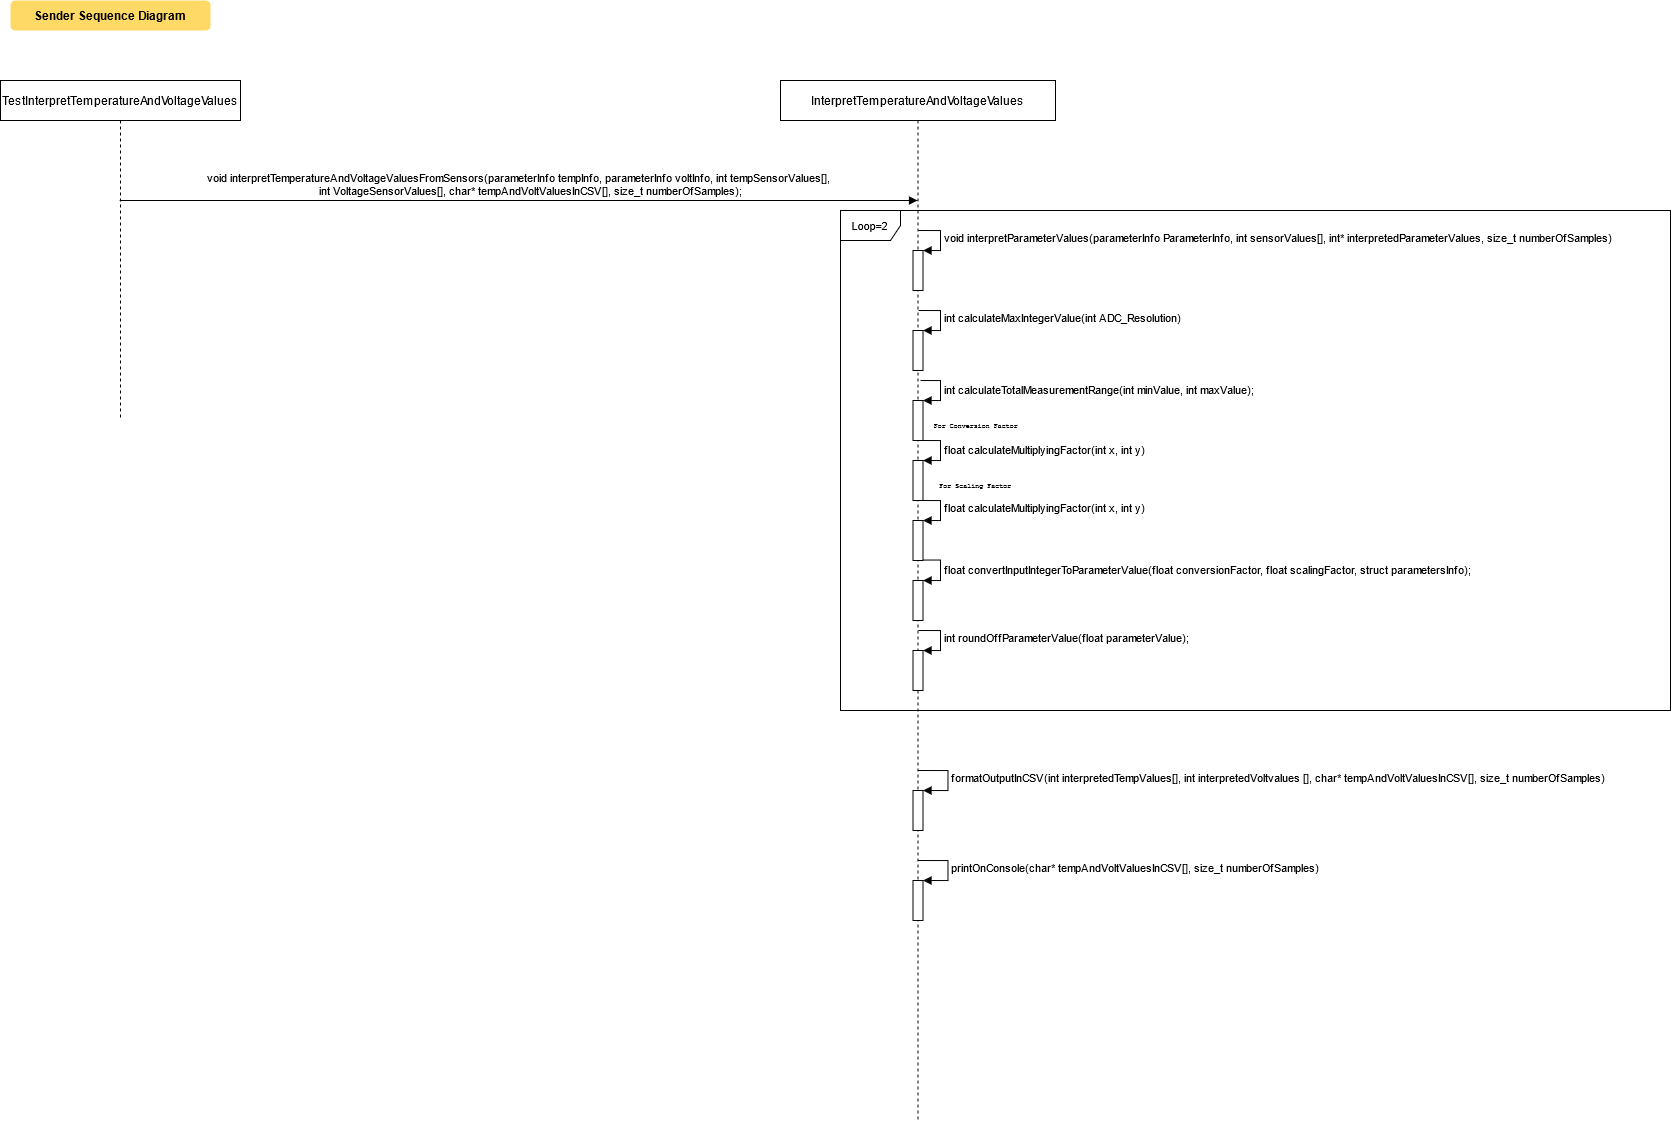 Sender Sequence Diagram
TestInterpretTemperatureAndVoltageValues
InterpretTemperatureAndVoltageValues
void interpretTemperatureAndVoltageValuesFromSensors(parameterInfo tempInfo, parameterInfo voltInfo, int tempSensorValues[],
int VoltageSensorValues[], char* tempAndVoltValuesInCSV[], size_t numberOfSamples);
Loop=2
void interpretParameterValues(parameterInfo ParameterInfo, int sensorValues[], int* interpretedParameterValues, size_t numberOfSamples)
int calculateMaxIntegerValue(int ADC_Resolution)
int calculateTotalMeasurementRange(int minValue, int maxValue);
For Conversion Factor
float calculateMultiplyingFactor(int x, int y)
For Scaling Factor
float calculateMultiplyingFactor(int x, int y)
float convertInputIntegerToParameterValue(float conversionFactor, float scalingFactor, struct parametersInfo);
int roundOffParameterValue(float parameterValue);
formatOutputInCSV(int interpretedTempValues[], int interpretedVoltvalues [], char* tempAndVoltValuesInCSV[], size_t numberOfSamples)
printOnConsole(char* tempAndVoltValuesInCSV[], size_t numberOfSamples)